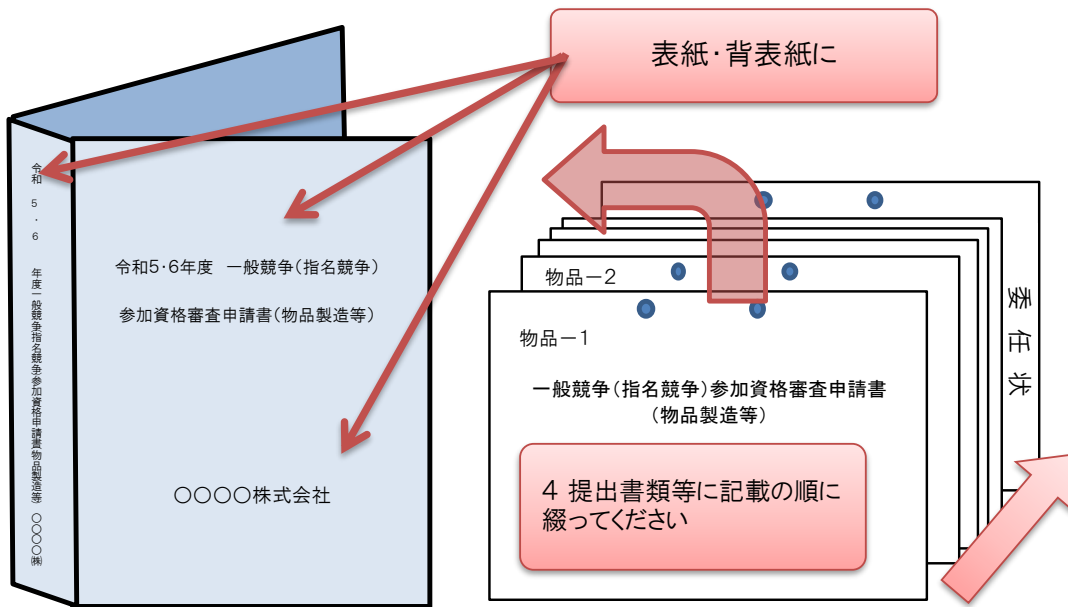 表紙・背表紙に
令和 5・6 年度一般競争指名競争参加資格申請書物品製造等 〇〇〇〇㈱
令和5・6年度 一般競争(指名競争)
参加資格審査申請書(物品製造等)
〇〇〇〇株式会社
物品－2
物品－1
一般競争(指名競争)参加資格審査申請書
(物品製造等)
4 提出書類等に記載の順に
綴ってください
委任状